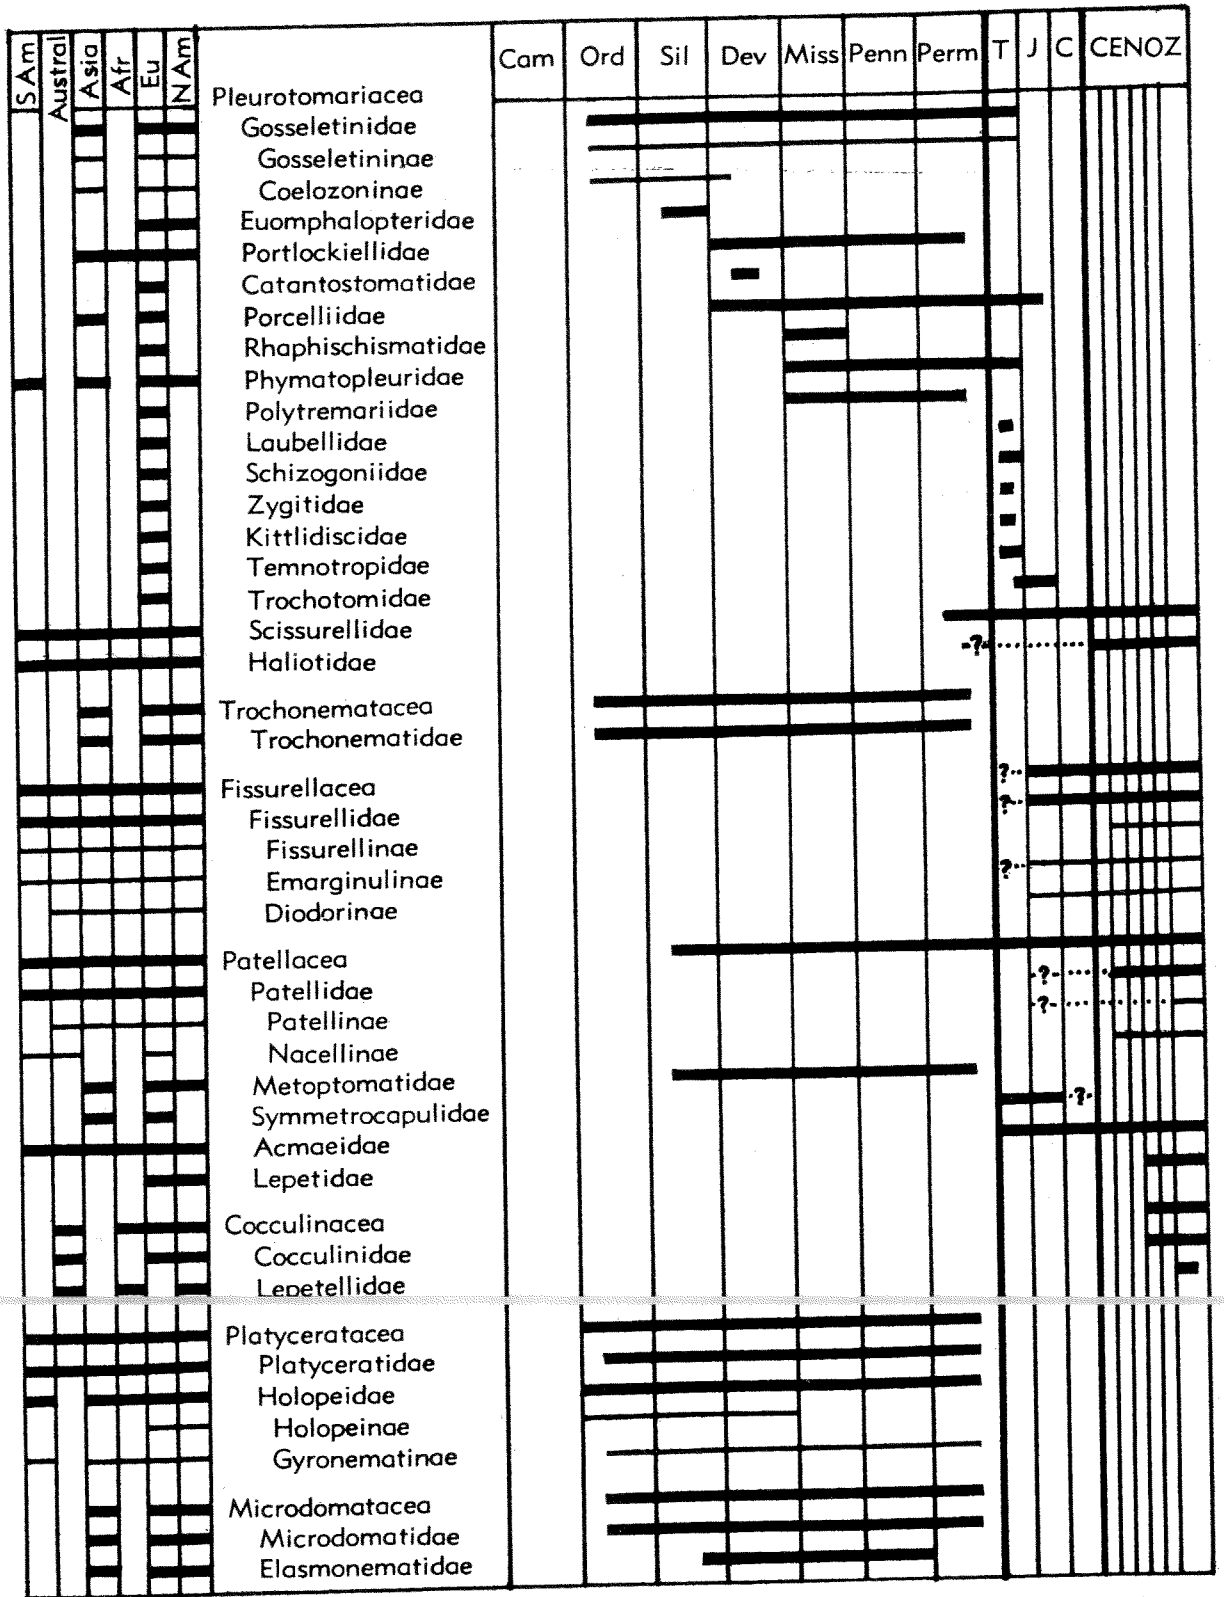 S Am Austral Asia Afr Eu N Am
Cam Ord Sil Dev Miss Penn Perm T J C CENOZ
Pleurotomariacea
Gosseletinidae
Gosseletininae
Coelozoninae
Euomphalopteridae
Portlockiellidae
Catantostomatidae
Porcelliidae
Rhaphischismatidae
Phymatopleuridae
Polytremariidae
Laubellidae
Schizogoniidae
Zygitidae
Kittlidiscidae
Temnotropidae
Trochotomidae
Scissurellidae
Haliotidae ?
Trochonematacea
Trochonematidae
Fissurellacea ?
Fissurellidae ?
Fissurellinae
Emarginulinae ?
Diodorinae
Patellacea
Patellidae ?
Patellinae ?
Nacellinae
Metoptomatidae
Symmetrocapulidae ?
Acmaeidae
Lepetidae
Cocculinacea
Cocculinidae
Lepetellidae
Platyceratacea
Platyceratidae
Holopeidae
Holopeinae
Gyronematinae
Microdomatacea
Microdomatidae
Elasmonematidae